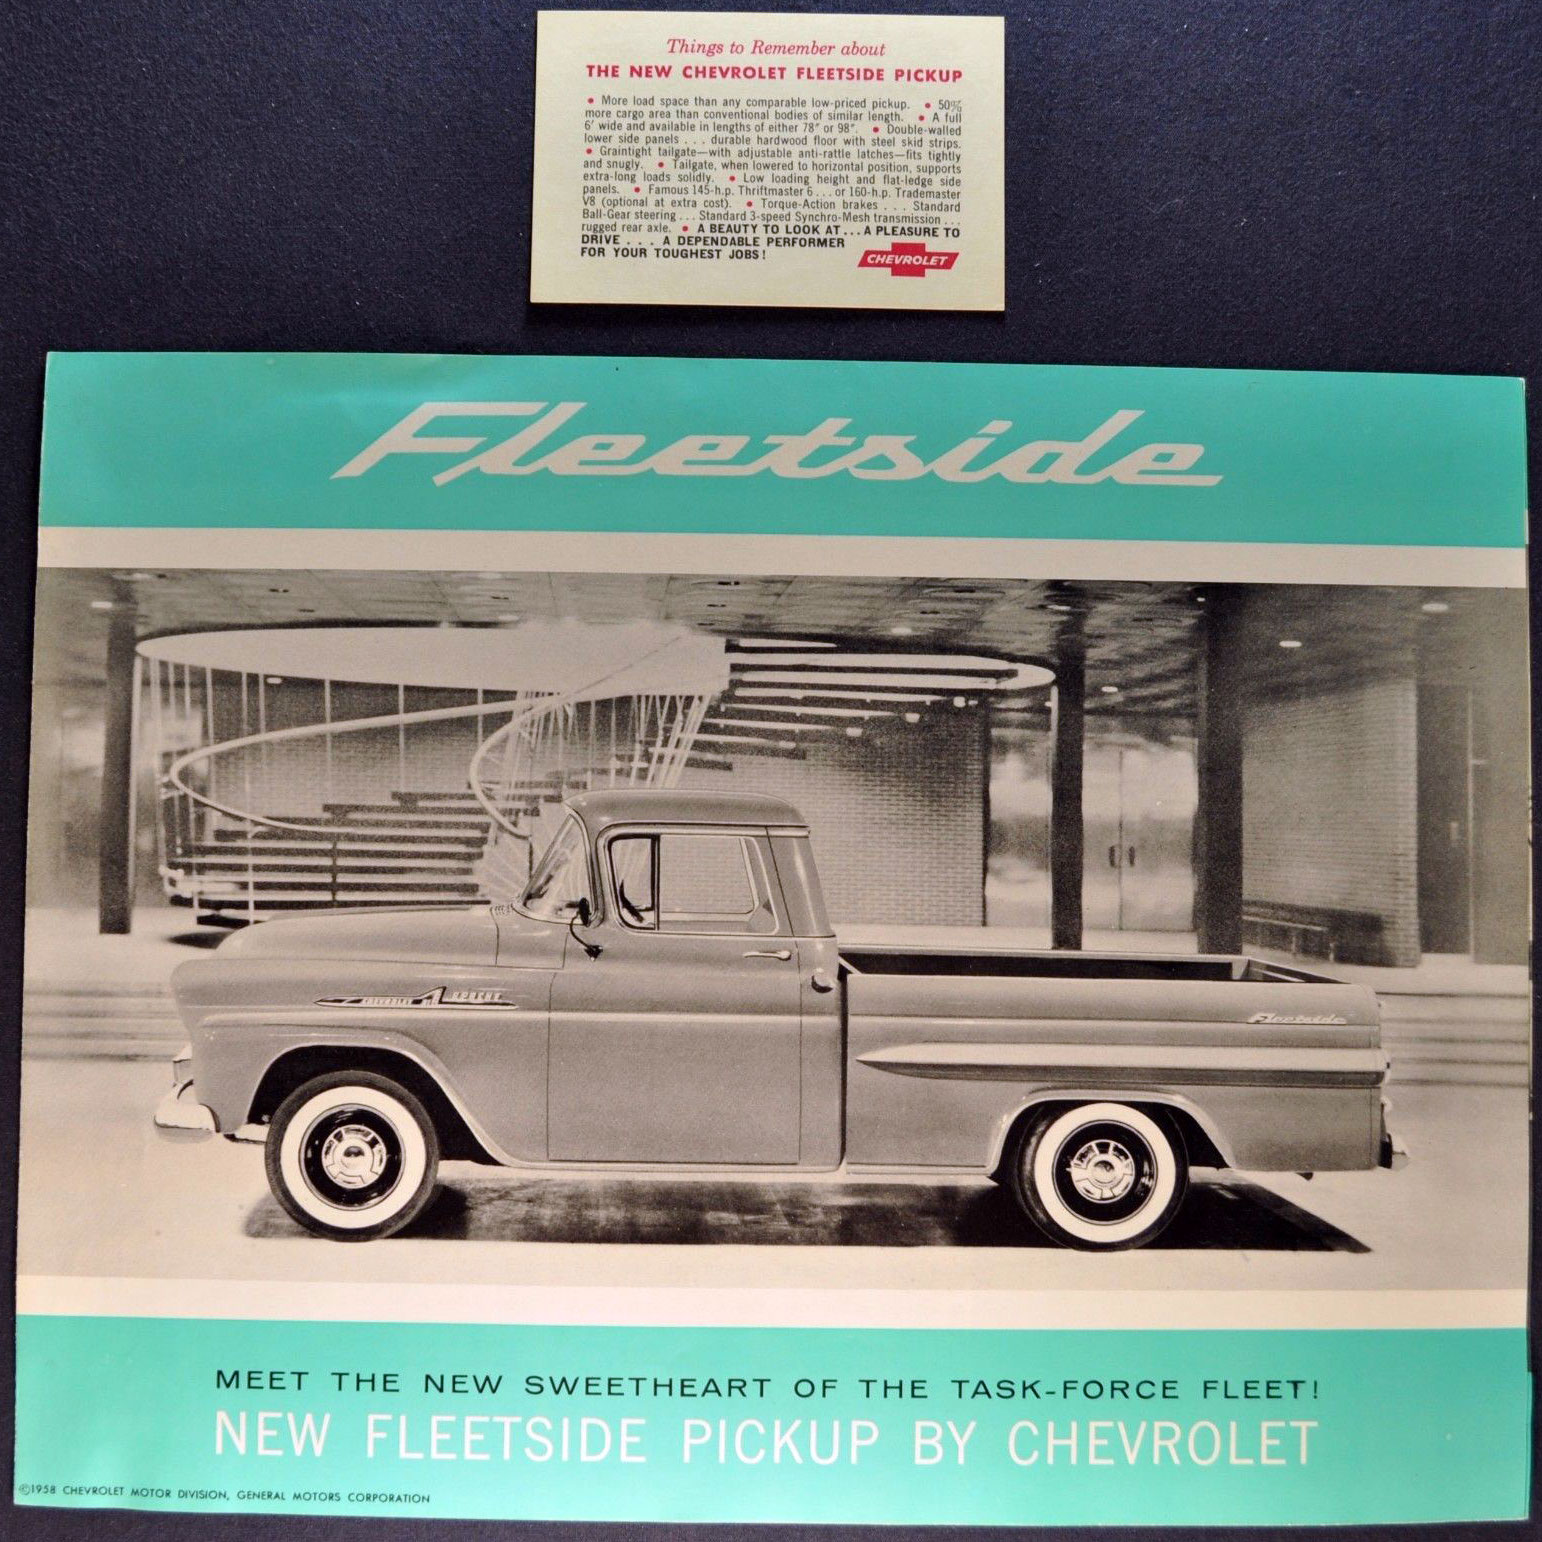 Things to Remember about
THE NEW CHEVROLET FLEETSIDE PICKUP
• More load space than any comparable low-priced pickup. • 50%
more cargo area than conventional bodies of similar length. • A full
6' wide and available in lengths of either 78" or 98". • Double-walled
lower side panels . . . durable hardwood floor with steel skid strips.
• Graintight tailgate—with adjustable anti-rattle latches—fits tightly
and snugly. • Tailgate, when lowered to horizontal position, supports
extra-long loads solidly. • Low loading height and flat-ledge side
panels. • Famous 145-h.p. Thriftmaster 6 . . . or 160-h.p. Trademaster
V8 (optional at extra cost). • Torque-Action brakes . . . Standard
Ball-Gear steering . . . Standard 3-speed Synchro-Mesh transmission . . .
rugged rear axle. • A BEAUTY TO LOOK AT . . . A PLEASURE TO
DRIVE . . . A DEPENDABLE PERFORMER
FOR YOUR TOUGHEST JOBS!
CHEVROLET
Fleetside
CHEVROLET APACHE
Fleetside
MEET THE NEW SWEETHEART OF THE TASK-FORCE FLEET!
NEW FLEETSIDE PICKUP BY CHEVROLET
©1958 CHEVROLET MOTOR DIVISION, GENERAL MOTORS CORPORATION